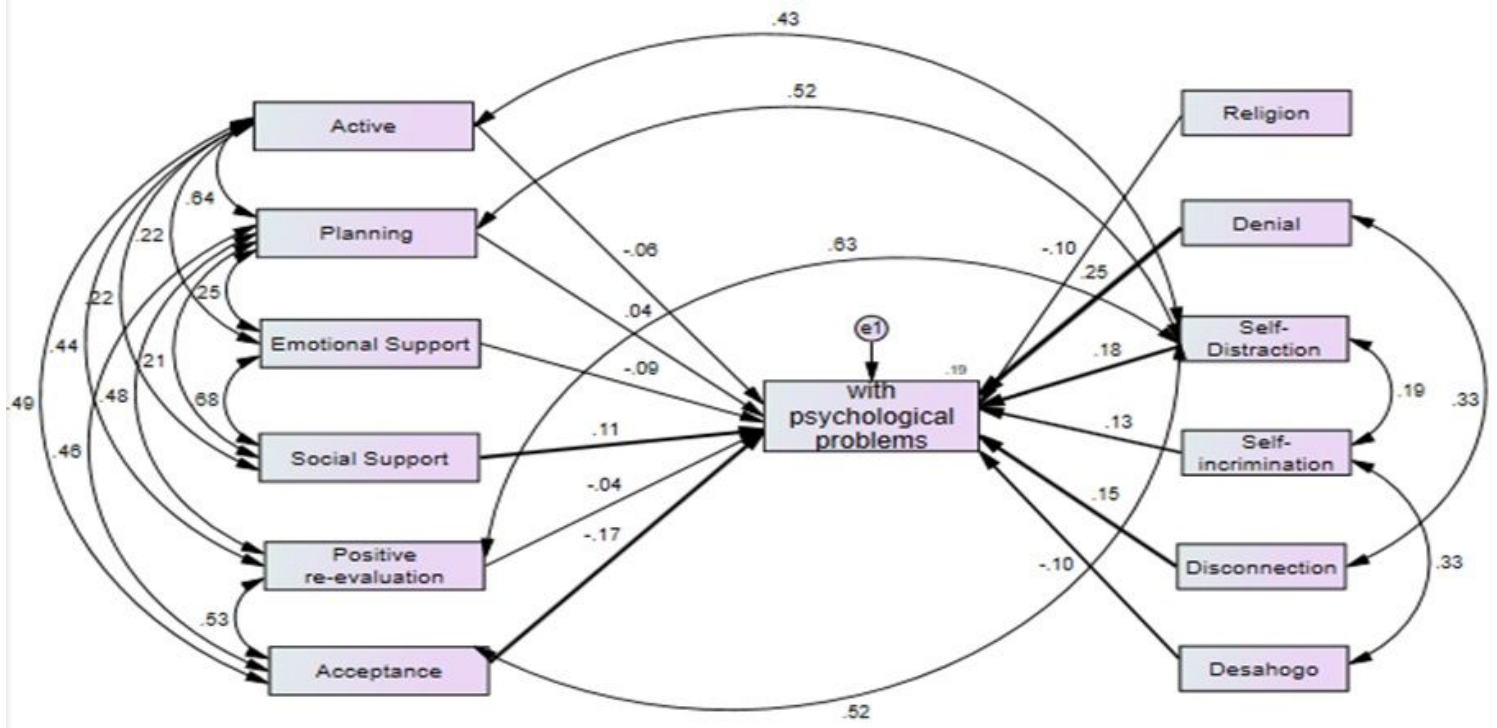 .43
.52
Active
Religion
.64
Planning
Denial
.22
-.06
.63
-.10
.25
.25
.22
.04
e1
Emotional Support
Self-
Distraction
.44
.21
-.09
.18
.19
.19
.48
.68
with
psychological
problems
.49
.33
.46
Social Support
.11
.13
Self-
incrimination
-.04
.15
-.17
Positive
re-evaluation
Disconnection
-.10
.33
.53
Acceptance
Desahogo
.52